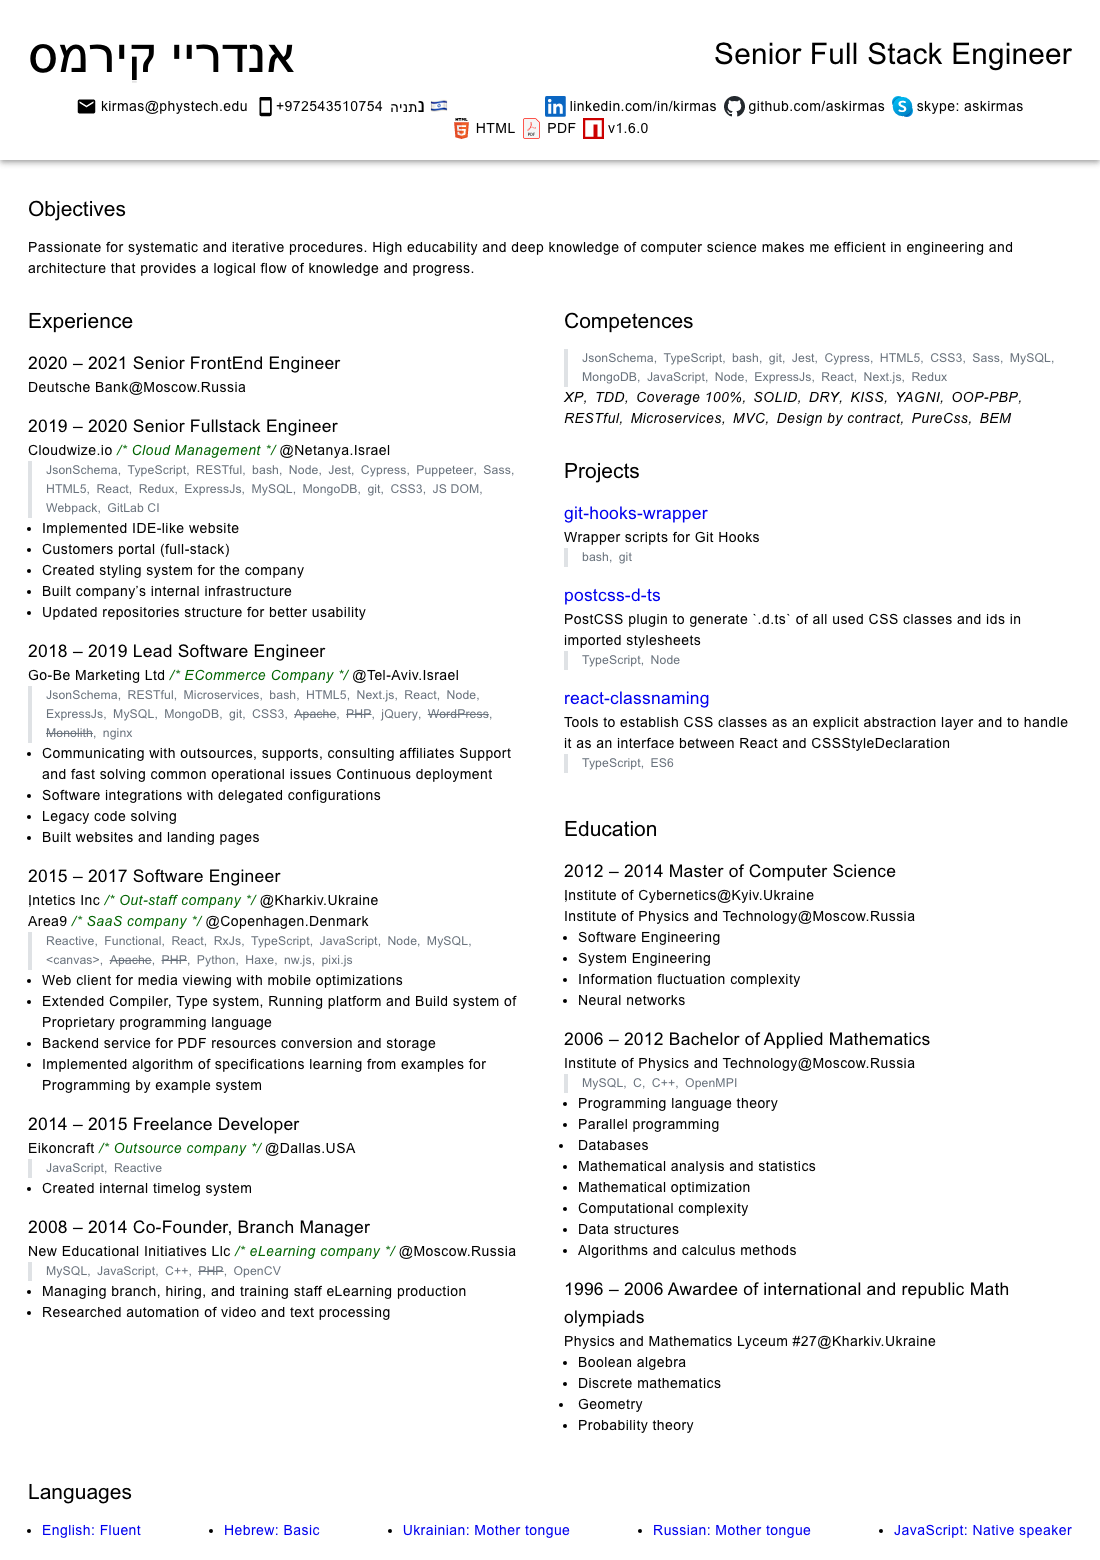 אנדריי קירמס
Senior Full Stack Engineer
kirmas@phystech.edu +972543510754 נתניה 🇮🇱
linkedin.com/in/kirmas github.com/askirmas skype: askirmas
HTML PDF v1.6.0
Objectives
Passionate for systematic and iterative procedures. High educability and deep knowledge of computer science makes me efficient in engineering and
architecture that provides a logical flow of knowledge and progress.
Experience
2020 – 2021 Senior FrontEnd Engineer
Deutsche Bank@Moscow.Russia
2019 – 2020 Senior Fullstack Engineer
Cloudwize.io /* Cloud Management */ @Netanya.Israel
JsonSchema, TypeScript, RESTful, bash, Node, Jest, Cypress, Puppeteer, Sass,
HTML5, React, Redux, ExpressJs, MySQL, MongoDB, git, CSS3, JS DOM,
Webpack, GitLab CI
• Implemented IDE-like website
• Customers portal (full-stack)
• Created styling system for the company
• Built company's internal infrastructure
• Updated repositories structure for better usability
2018 – 2019 Lead Software Engineer
Go-Be Marketing Ltd /* ECommerce Company */ @Tel-Aviv.Israel
JsonSchema, RESTful, Microservices, bash, HTML5, Next.js, React, Node,
ExpressJs, MySQL, MongoDB, git, CSS3, Apache, PHP, jQuery, WordPress,
Monolith, nginx
• Communicating with outsources, supports, consulting affiliates Support
and fast solving common operational issues Continuous deployment
• Software integrations with delegated configurations
• Legacy code solving
• Built websites and landing pages
2015 – 2017 Software Engineer
Intetics Inc /* Out-staff company */ @Kharkiv.Ukraine
Area9 /* SaaS company */ @Copenhagen.Denmark
Reactive, Functional, React, RxJs, TypeScript, JavaScript, Node, MySQL,
&lt;canvas&gt;, Apache, PHP, Python, Haxe, nw.js, pixi.js
• Web client for media viewing with mobile optimizations
• Extended Compiler, Type system, Running platform and Build system of
Proprietary programming language
• Backend service for PDF resources conversion and storage
• Implemented algorithm of specifications learning from examples for
Programming by example system
2014 – 2015 Freelance Developer
Eikoncraft /* Outsource company */ @Dallas.USA
JavaScript, Reactive
• Created internal timelog system
2008 – 2014 Co-Founder, Branch Manager
New Educational Initiatives Llc /* eLearning company */ @Moscow.Russia
MySQL, JavaScript, C++, PHP, OpenCV
• Managing branch, hiring, and training staff eLearning production
• Researched automation of video and text processing
Competences
JsonSchema, TypeScript, bash, git, Jest, Cypress, HTML5, CSS3, Sass, MySQL,
MongoDB, JavaScript, Node, ExpressJs, React, Next.js, Redux
XP, TDD, Coverage 100%, SOLID, DRY, KISS, YAGNI, OOP-PBP,
RESTful, Microservices, MVC, Design by contract, PureCss, BEM
Projects
git-hooks-wrapper
Wrapper scripts for Git Hooks
bash, git
postcss-d-ts
PostCSS plugin to generate `.d.ts` of all used CSS classes and ids in
imported stylesheets
TypeScript, Node
react-classnaming
Tools to establish CSS classes as an explicit abstraction layer and to handle
it as an interface between React and CSSStyleDeclaration
TypeScript, ES6
Education
2012 – 2014 Master of Computer Science
Institute of Cybernetics@Kyiv.Ukraine
Institute of Physics and Technology@Moscow.Russia
• Software Engineering
• System Engineering
• Information fluctuation complexity
• Neural networks
2006 – 2012 Bachelor of Applied Mathematics
Institute of Physics and Technology@Moscow.Russia
MySQL, C, C++, OpenMPI
• Programming language theory
• Parallel programming
• Databases
• Mathematical analysis and statistics
• Mathematical optimization
• Computational complexity
• Data structures
• Algorithms and calculus methods
1996 – 2006 Awardee of international and republic Math
olympiads
Physics and Mathematics Lyceum #27@Kharkiv.Ukraine
• Boolean algebra
• Discrete mathematics
• Geometry
• Probability theory
Languages
• English: Fluent • Hebrew: Basic • Ukrainian: Mother tongue • Russian: Mother tongue • JavaScript: Native speaker